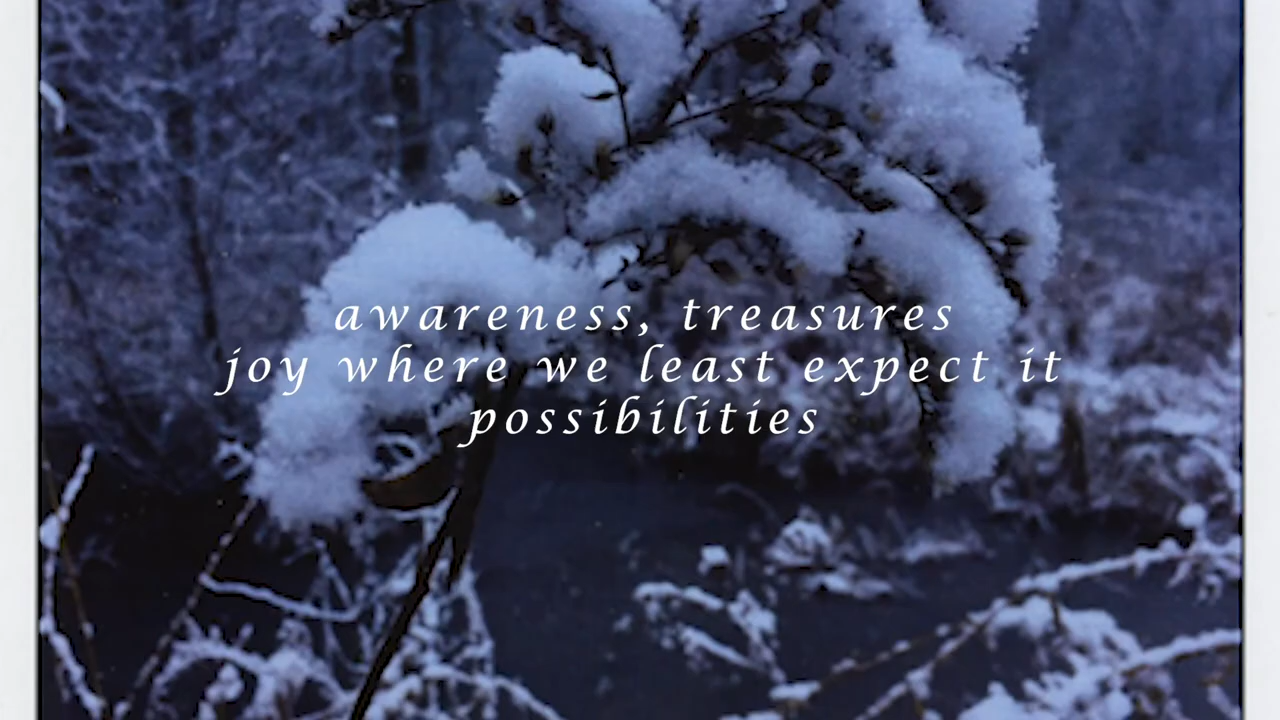 awareness, treasures
joy where we least expect it
possibilities